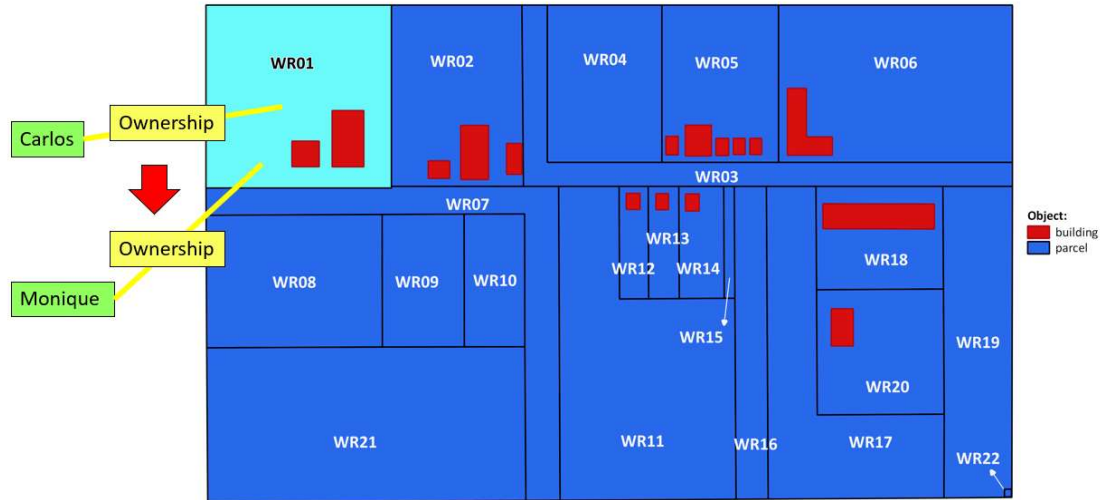 WR01
WR02
WR04
WR05
WR06
Ownership
Carlos
WR03
WR07
Ownership
Monique
WR13
WR12
WR14
WR18
WR08
WR09
WR10
WR15
WR19
WR20
WR21
WR11
WR16
WR17
WR22
Object:
building
parcel